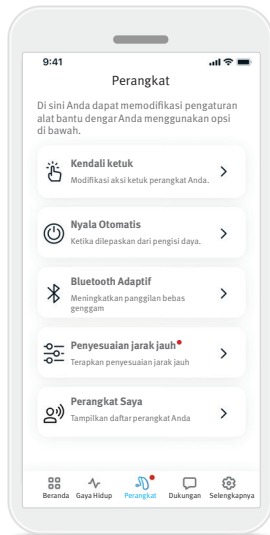 9:41
Perangkat
Di sini Anda dapat memodifikasi pengaturan
alat bantu dengar Anda menggunakan opsi
di bawah.
Kendali ketuk
Modifikasi aksi ketuk perangkat Anda.
Nyala Otomatis
Ketika dilepaskan dari pengisi daya.
Bluetooth Adaptif
Meningkatkan panggilan bebas
genggam
Penyesuaian jarak jauh
Terapkan penyesuaian jarak jauh
Perangkat Saya
Tampilkan daftar perangkat Anda
Beranda Gaya Hidup Perangkat Dukungan Selengkapnya